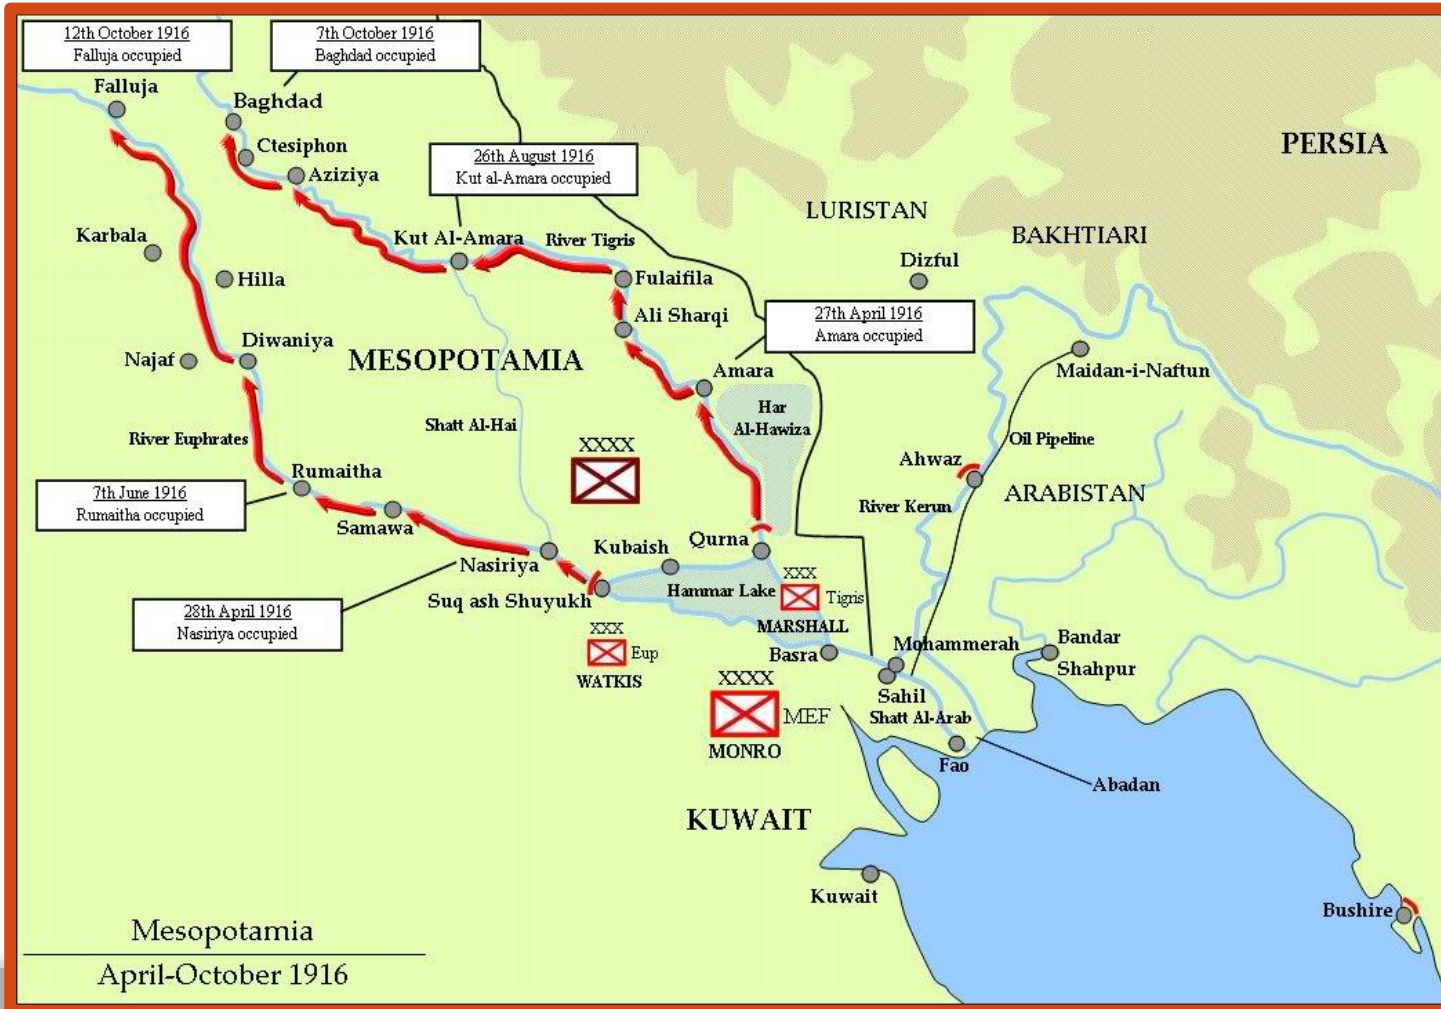 12th October 1916
Falluja occupied
7th October 1916
Baghdad occupied
Falluja
Baghdad
Ctesiphon
Aziziya
26th August 1916
Kut al-Amara occupied
PERSIA
LURISTAN
BAKHTIARI
Karbala
Kut Al-Amara
River Tigris
Hilla
Fulaifila
Dizful
Ali Sharqi
27th April 1916
Amara occupied
Najaf
Diwaniya
MESOPOTAMIA
Amara
Maidan-i-Naftun
Har
Al-Hawiza
River Euphrates
Shatt Al-Hai
Oil Pipeline
XXXX
Ahwaz
Rumaitha
ARABISTAN
7th June 1916
Rumaitha occupied
River Kerun
Samawa
Qurna
Kubaish
Nasiriya
XXX
Hammar Lake
Tigris
Suq ash Shuyukh
28th April 1916
Nasiriya occupied
MARSHALL
XXX
Eup
WATKIS
Basra
Mohammerah
Bandar
Shahpur
XXXX
MEF
MONRO
Sahil
Shatt Al-Arab
Fao
Abadan
KUWAIT
Kuwait
Bushire
Mesopotamia
April-October 1916